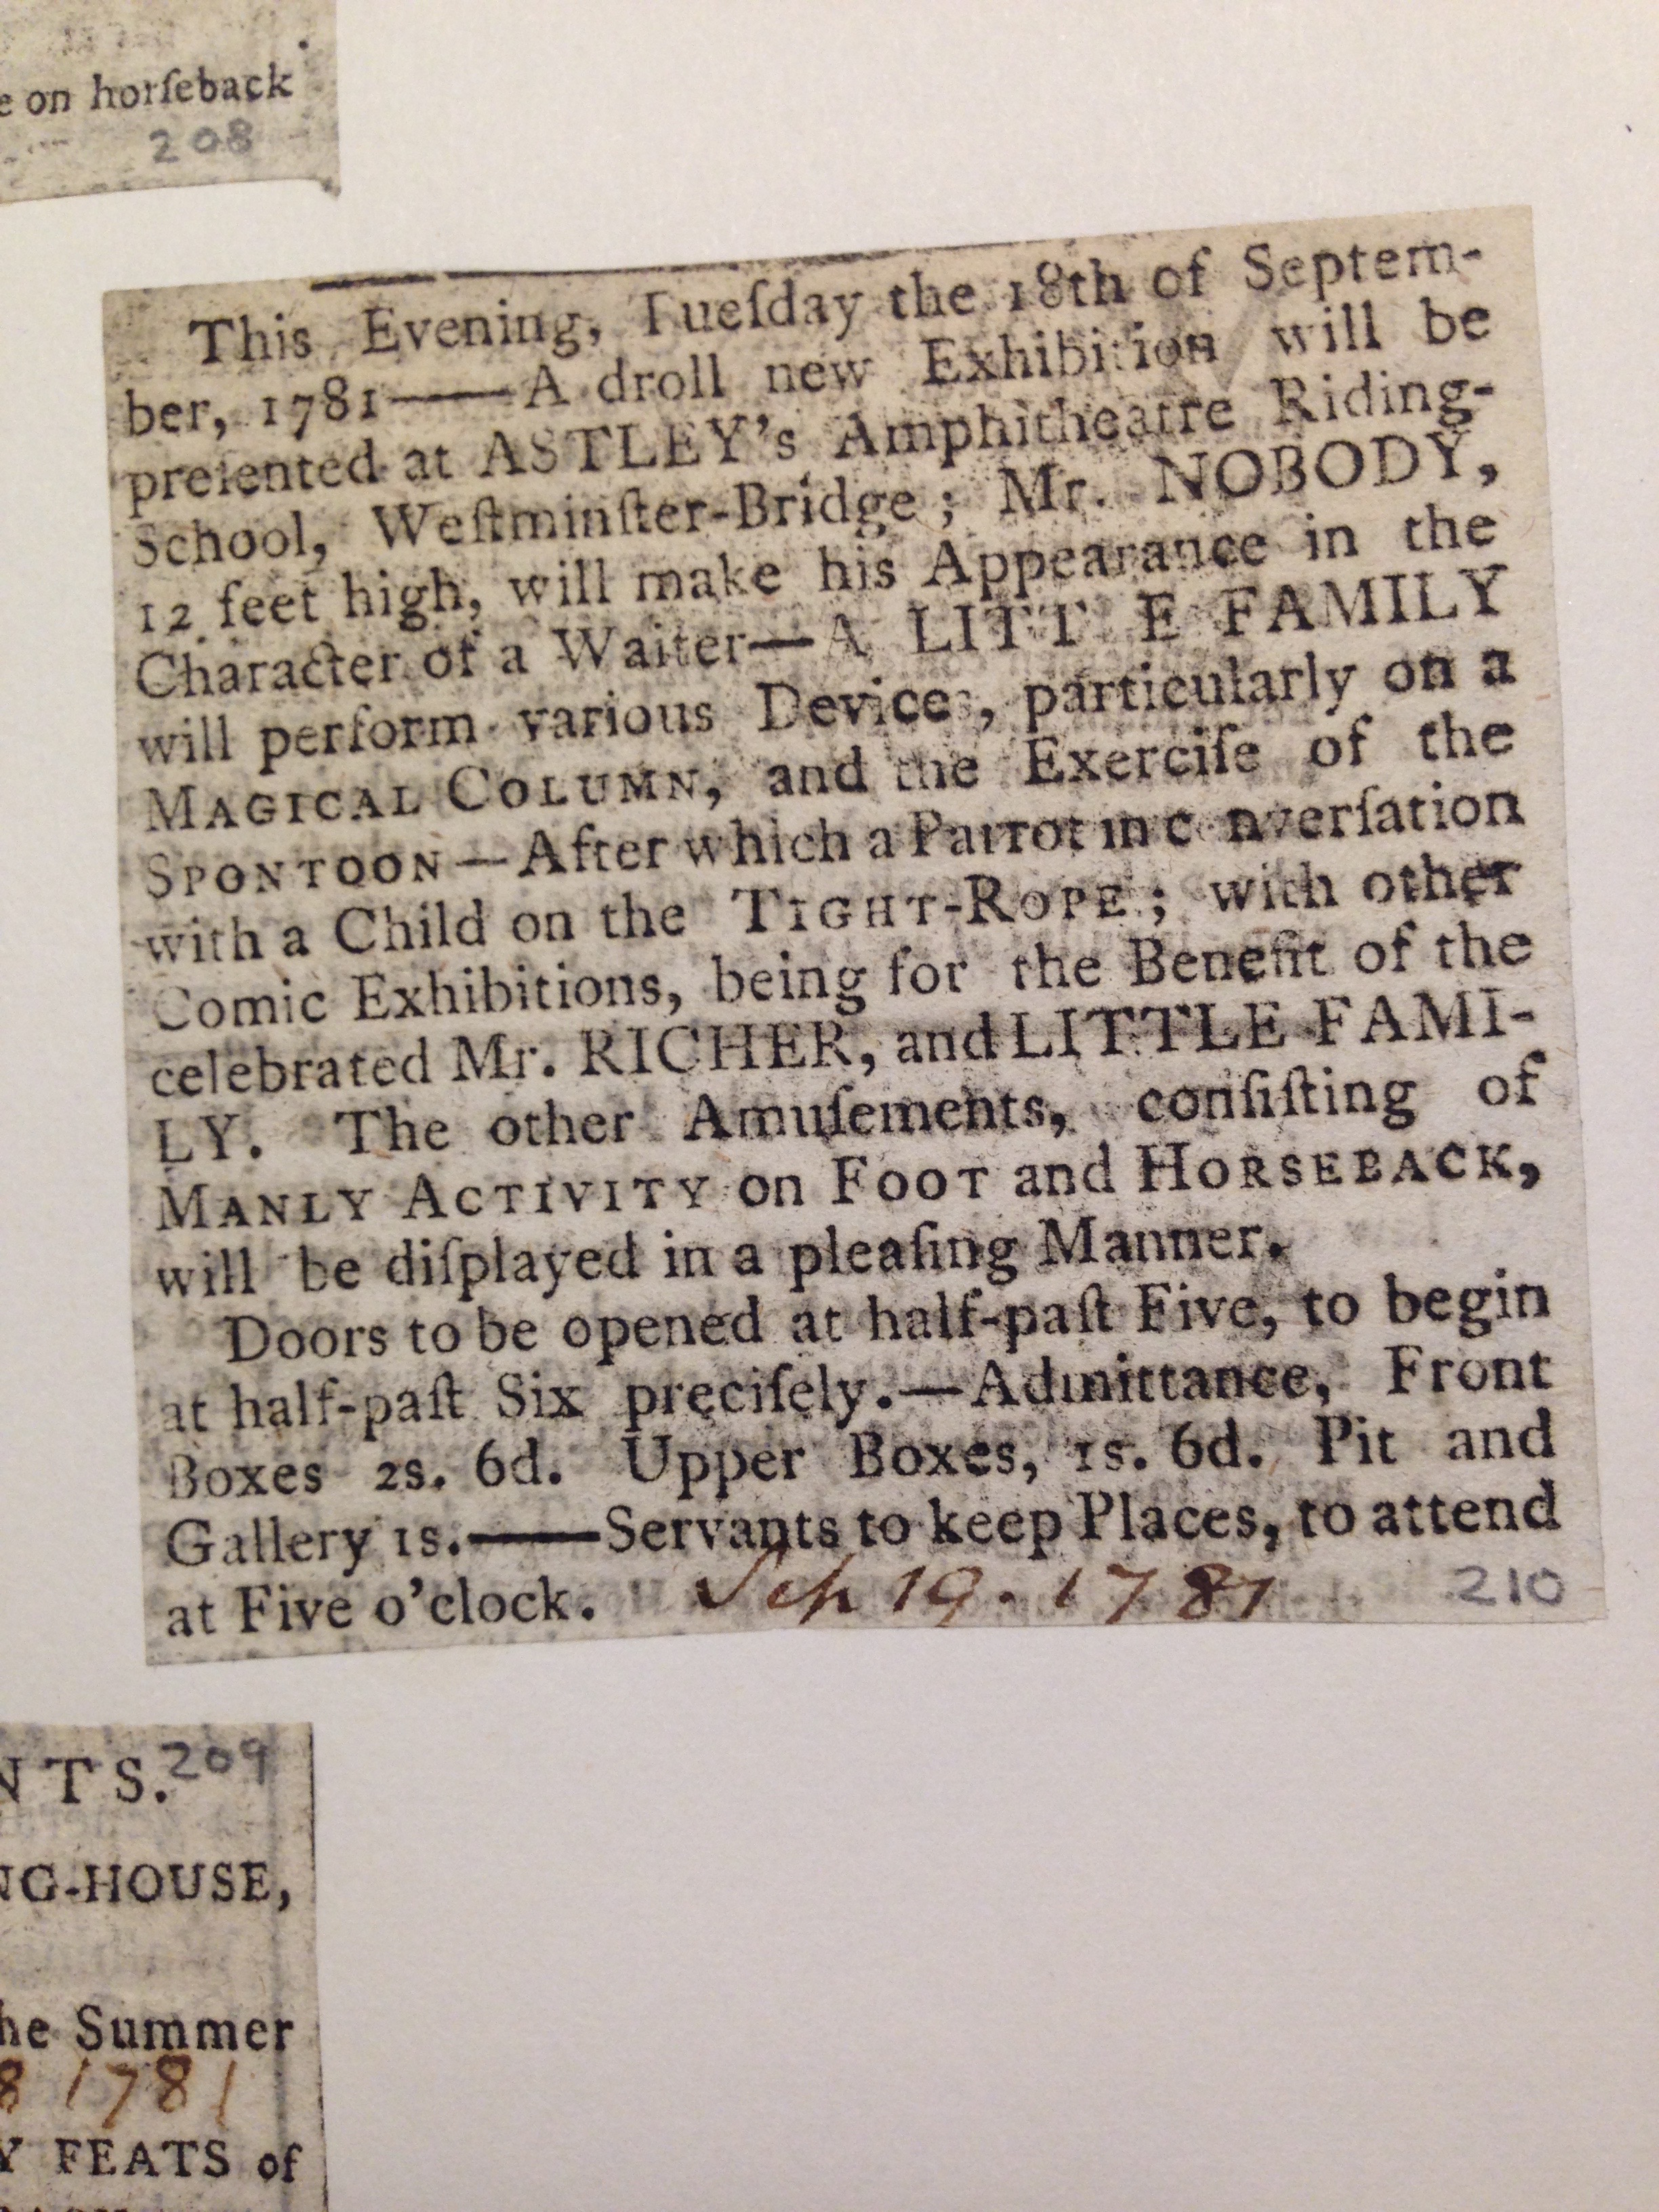 e on horſeback
208
This Evening, Tueſday the 18th of Septem-
ber, 1781——A droll new Exhibition will be
preſented at ASTLEY's Amphitheatre Riding-
School, Weſtminſter-Bridge; Mr. NOBODY,
12 feet high, will make his Appearance in the
Character of a Waiter—A LITT E FAMILY
will perform various Devices, particularly on a
MAGICAL COLUMN, and the Exerciſe of the
SPONTOON—After which a Parrot in c nverſation
with a Child on the TIGHT-ROPE; with other
Comic Exhibitions, being for the Benefit of the
celebrated Mr. RICHER, and LITTLE FAMI-
LY. The other Amuſements, conſiſting of
MANLY ACTIVITY on FOOT and HORSEBACK,
will be diſplayed in a pleaſing Manner.
Doors to be opened at half-paſt Five, to begin
at half-paſt Six preciſely.—Admittance, Front
Boxes 2s. 6d. Upper Boxes, 1s. 6d. Pit and
Gallery 1s.——Servants to keep Places, to attend
at Five o'clock. Sep 19. 1781 210
NTS. 209
NG-HOUSE,
he Summer
8 1781
Y FEATS of